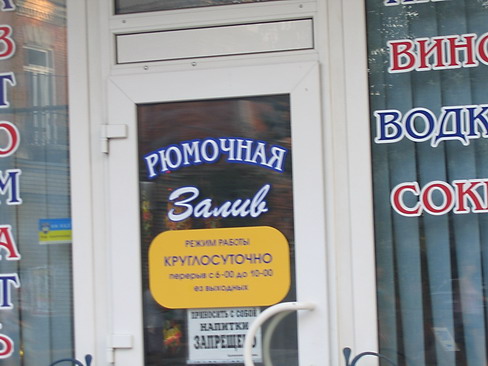 РЮМОЧНАЯ
Залив
РЕЖИМ РАБОТЫ
КРУГЛОСУТОЧНО
перерыв с 6-00 до 10-00
без выходных
ПРИНОСИТЬ С СОБОЙ
НАПИТКИ
ЗАПРЕЩЕНО
ВИНО
ВОДК
СОКИ
А
З
Т
О
М
А
Т
Ь